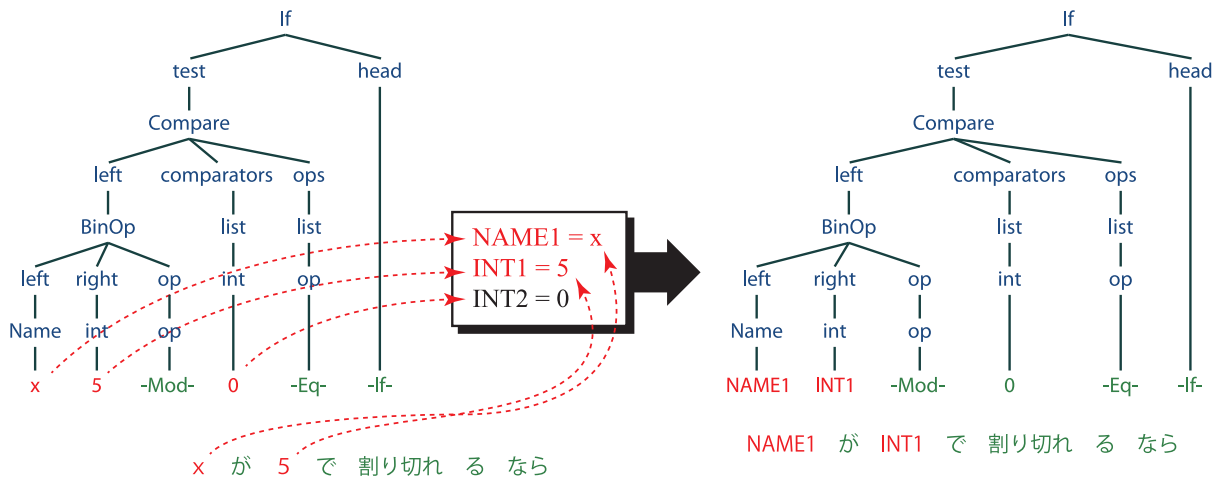 If
test head
Compare
left comparators ops
BinOp list list
left right op int op
Name int op
x 5 -Mod- 0 -Eq- -If-
x が 5 で 割り切れ る なら
NAME1 = x
INT1 = 5
INT2 = 0
If
test head
Compare
left comparators ops
BinOp list list
left right op int op
Name int op
NAME1 INT1 -Mod- 0 -Eq- -If-
NAME1 が INT1 で 割り切れ る なら